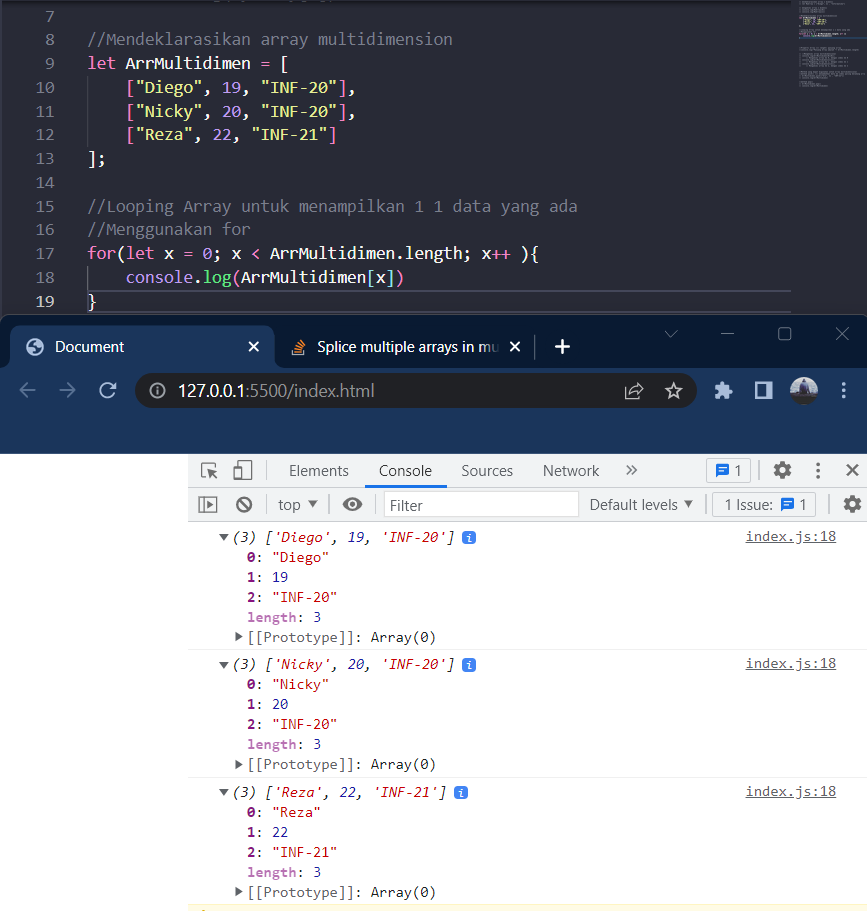 7
8 //Mendeklarasikan array multidimension
9 let ArrMultidimen = [
10 ["Diego", 19, "INF-20"],
11 ["Nicky", 20, "INF-20"],
12 ["Reza", 22, "INF-21"]
13 ];
14
15 //Looping Array untuk menampilkan 1 1 data yang ada
16 //Menggunakan for
17 for(let x = 0; x < ArrMultidimen.length; x++ ){
18 console.log(ArrMultidimen[x])
19 }
Document Splice multiple arrays in mu
127.0.0.1:5500/index.html
Elements Console Sources Network » 1
top Filter Default levels 1 Issue: 1
(3) ['Diego', 19, 'INF-20'] i index.js:18
0: "Diego"
1: 19
2: "INF-20"
length: 3
[[Prototype]]: Array(0)
(3) ['Nicky', 20, 'INF-20'] i index.js:18
0: "Nicky"
1: 20
2: "INF-20"
length: 3
[[Prototype]]: Array(0)
(3) ['Reza', 22, 'INF-21'] i index.js:18
0: "Reza"
1: 22
2: "INF-21"
length: 3
[[Prototype]]: Array(0)